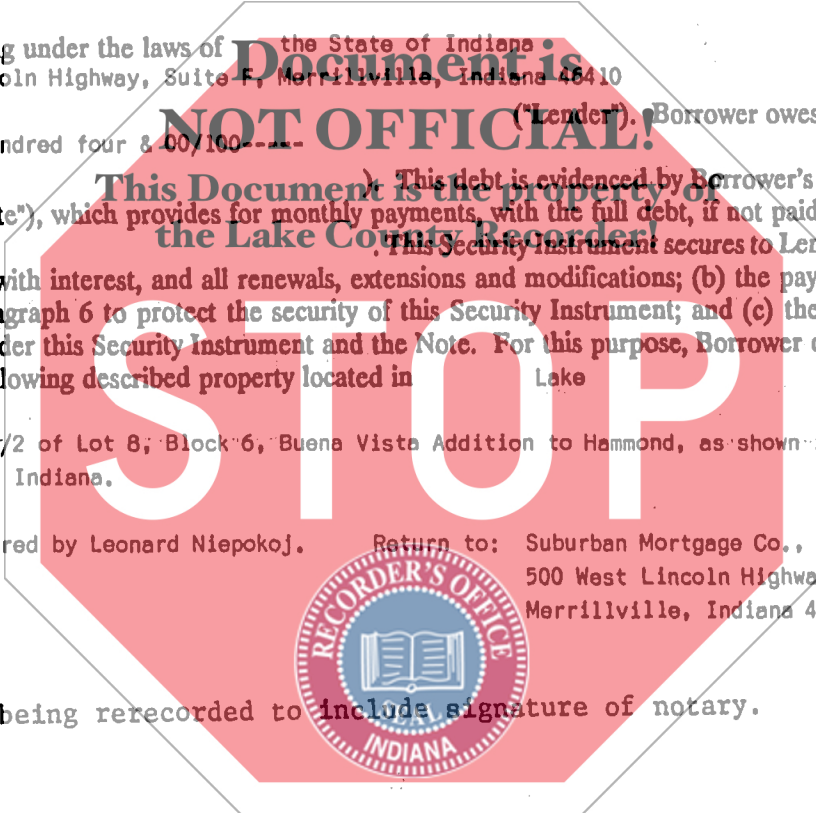 g under the laws of the State of Indiana
oln Highway, Suite F, Merrillville, Indiana 46410
Document is
NOT OFFICIAL!
("Lender"). Borrower owes
ndred four & 00/100-----
This Document is the property of
the Lake County Recorder!
). This debt is evidenced by Borrower's
te"), which provides for monthly payments, with the full debt, if not paid
. This Security Instrument secures to Len
with interest, and all renewals, extensions and modifications; (b) the pay
graph 6 to protect the security of this Security Instrument; and (c) the
der this Security Instrument and the Note. For this purpose, Borrower
lowing described property located in Lake
STOP
/2 of Lot 8, Block 6, Buena Vista Addition to Hammond, as shown
Indiana.
red by Leonard Niepokoj. Return to: Suburban Mortgage Co.,
500 West Lincoln Highwa
Merrillville, Indiana 4
RECORDER'S OFFICE
SEAL
INDIANA
being rerecorded to include signature of notary.